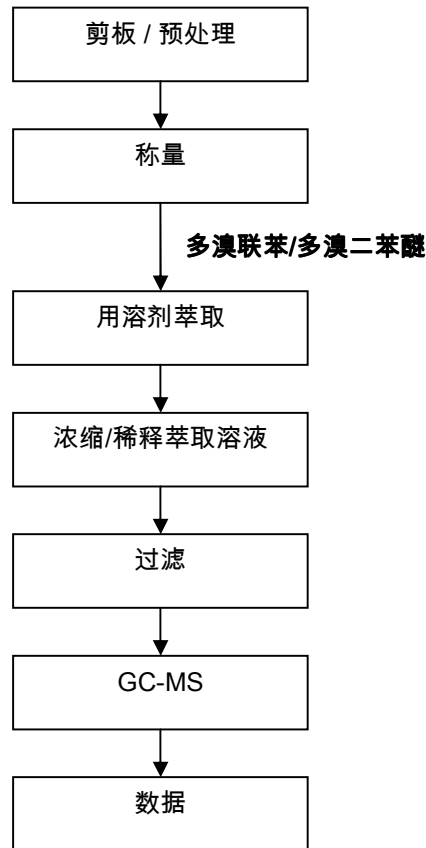 剪板 / 预处理
称量
多溴联苯/多溴二苯醚
用溶剂萃取
浓缩/稀释萃取溶液
过滤
GC-MS
数据